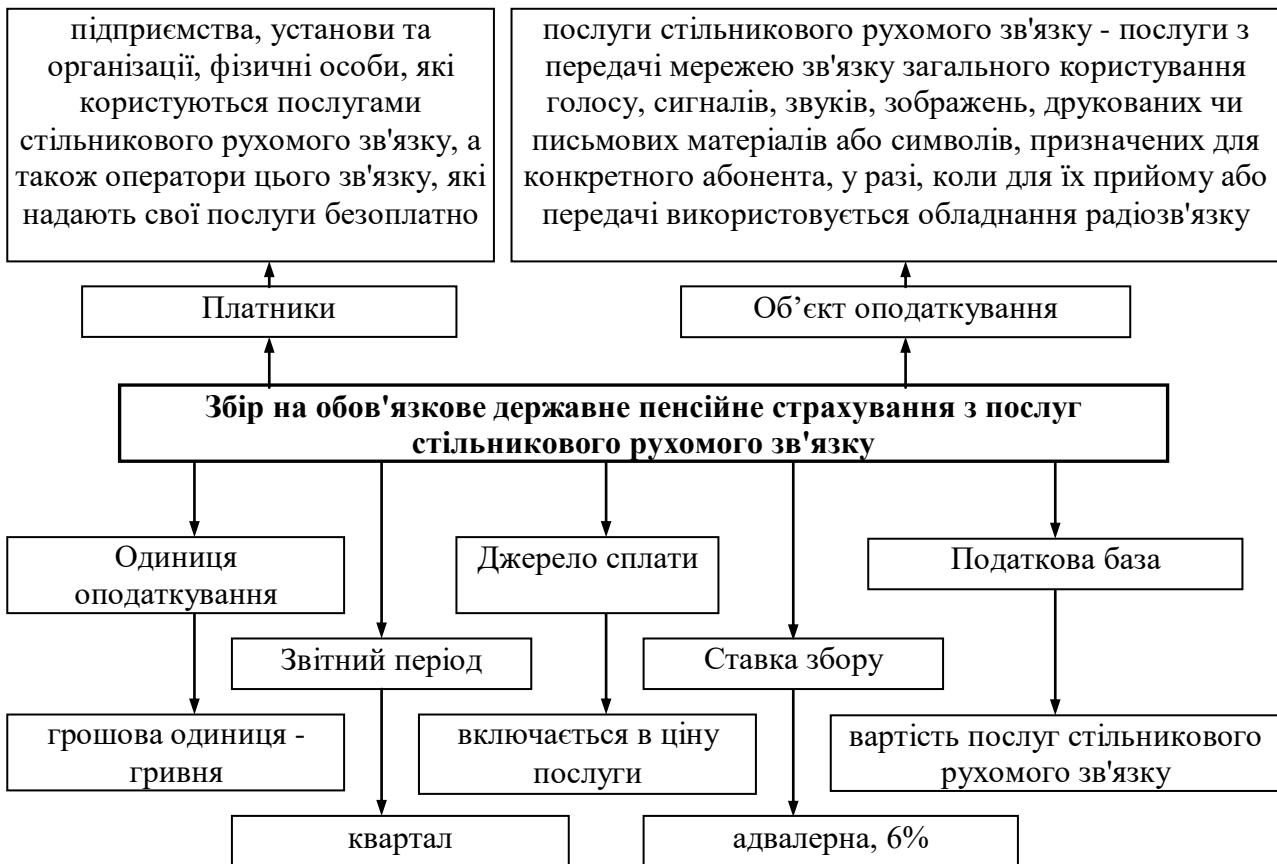 підприємства, установи та
організації, фізичні особи, які
користуються послугами
стільникового рухомого зв'язку, а
також оператори цього зв'язку, які
надають свої послуги безоплатно
послуги стільникового рухомого зв'язку - послуги з
передачі мережею зв'язку загального користування
голосу, сигналів, звуків, зображень, друкованих чи
письмових матеріалів або символів, призначених для
конкретного абонента, у разі, коли для їх прийому або
передачі використовується обладнання радіозв'язку
Платники
Об’єкт оподаткування
Збір на обов'язкове державне пенсійне страхування з послуг
стільникового рухомого зв'язку
Одиниця
оподаткування
Джерело сплати
Податкова база
Звітний період
Ставка збору
грошова одиниця -
гривня
включається в ціну
послуги
вартість послуг стільникового
рухомого зв'язку
квартал
адвалерна, 6%